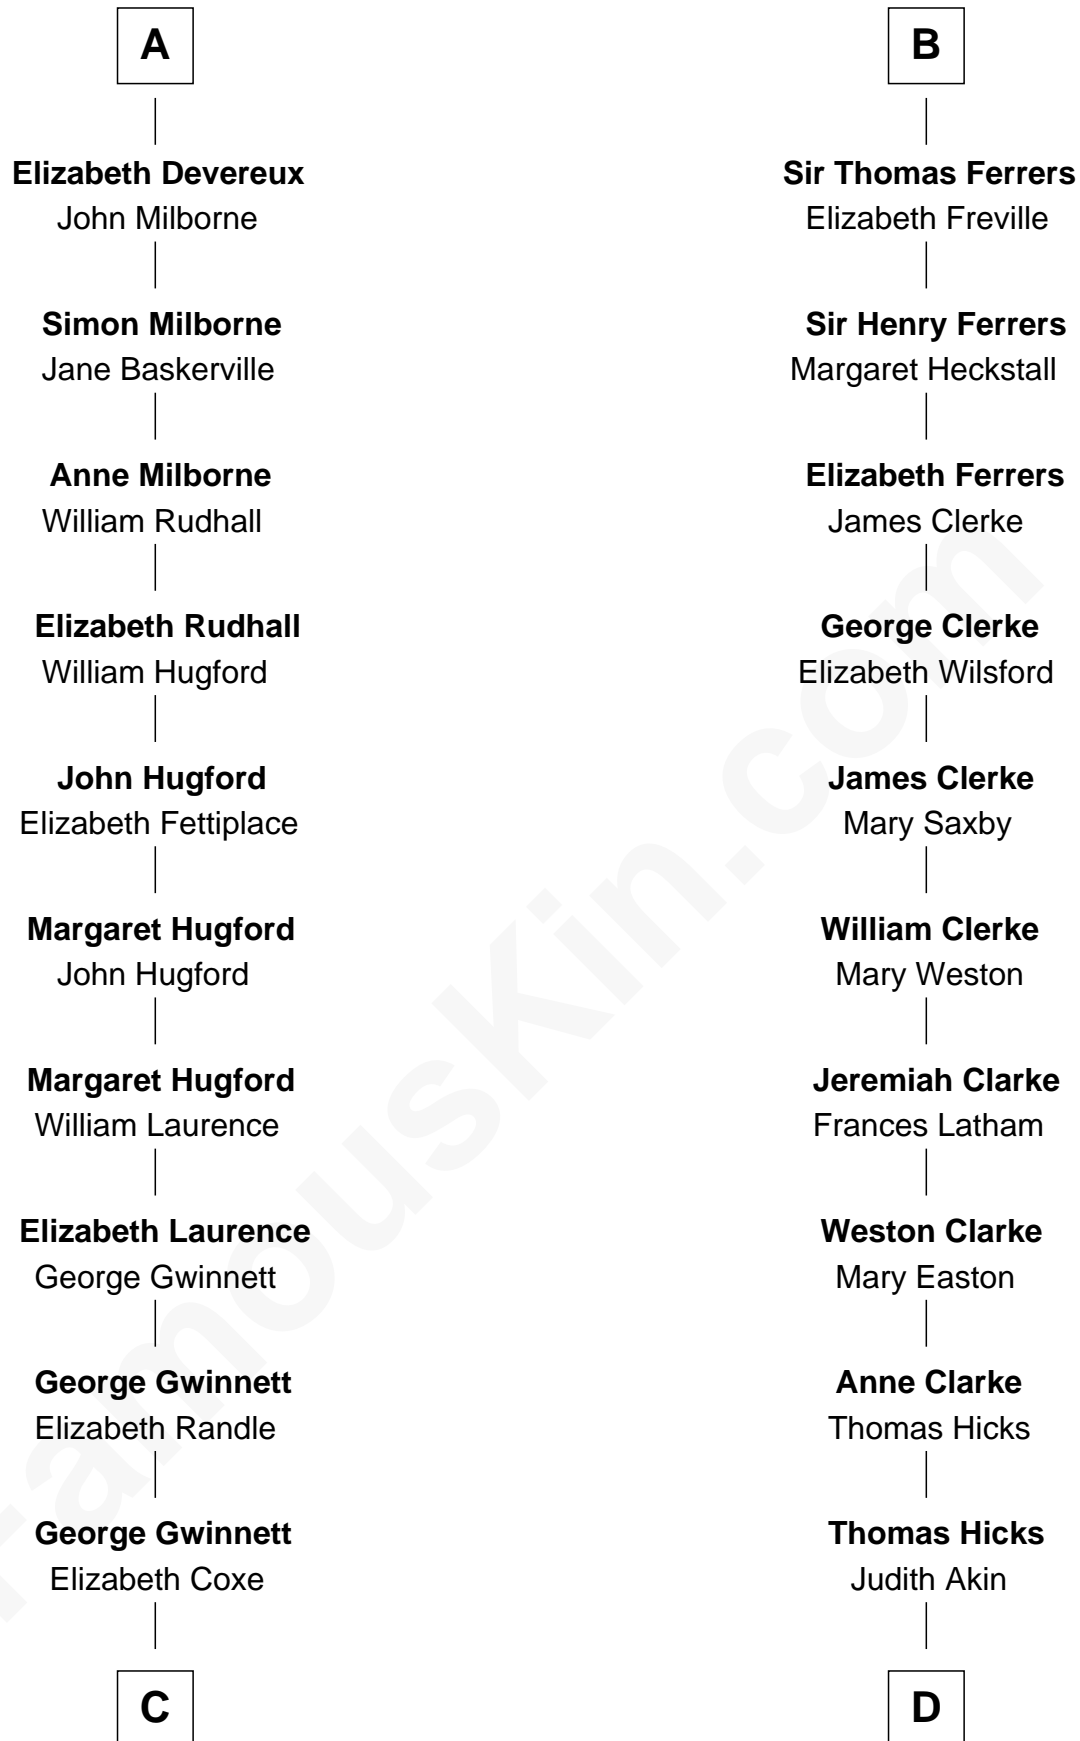 A
Elizabeth Devereux
John Milborne
Simon Milborne
Jane Baskerville
Anne Milborne
William Rudhall
Elizabeth Rudhall
William Hugford
John Hugford
Elizabeth Fettiplace
Margaret Hugford
John Hugford
Margaret Hugford
William Laurence
Elizabeth Laurence
George Gwinnett
George Gwinnett
Elizabeth Randle
George Gwinnett
Elizabeth Coxe
C
B
Sir Thomas Ferrers
Elizabeth Freville
Sir Henry Ferrers
Margaret Heckstall
Elizabeth Ferrers
James Clerke
George Clerke
Elizabeth Wilsford
James Clerke
Mary Saxby
William Clerke
Mary Weston
Jeremiah Clarke
Frances Latham
Weston Clarke
Mary Easton
Anne Clarke
Thomas Hicks
Thomas Hicks
Judith Akin
D
FamousKin.com